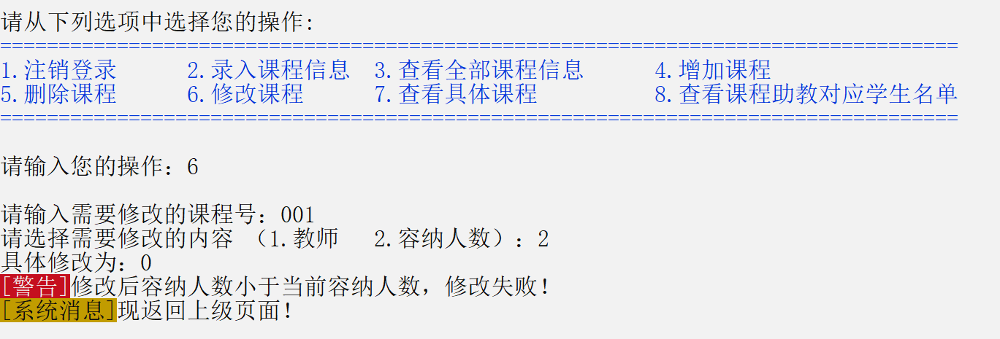 请从下列选项中选择您的操作:
==================================================================================
1.注销登录      2.录入课程信息  3.查看全部课程信息      4.增加课程
5.删除课程      6.修改课程      7.查看具体课程          8.查看课程助教对应学生名单
==================================================================================
请输入您的操作：6
请输入需要修改的课程号：001
请选择需要修改的内容 （1.教师   2.容纳人数）：2
具体修改为：0
[警告]修改后容纳人数小于当前容纳人数，修改失败!
[系统消息]现返回上级页面!